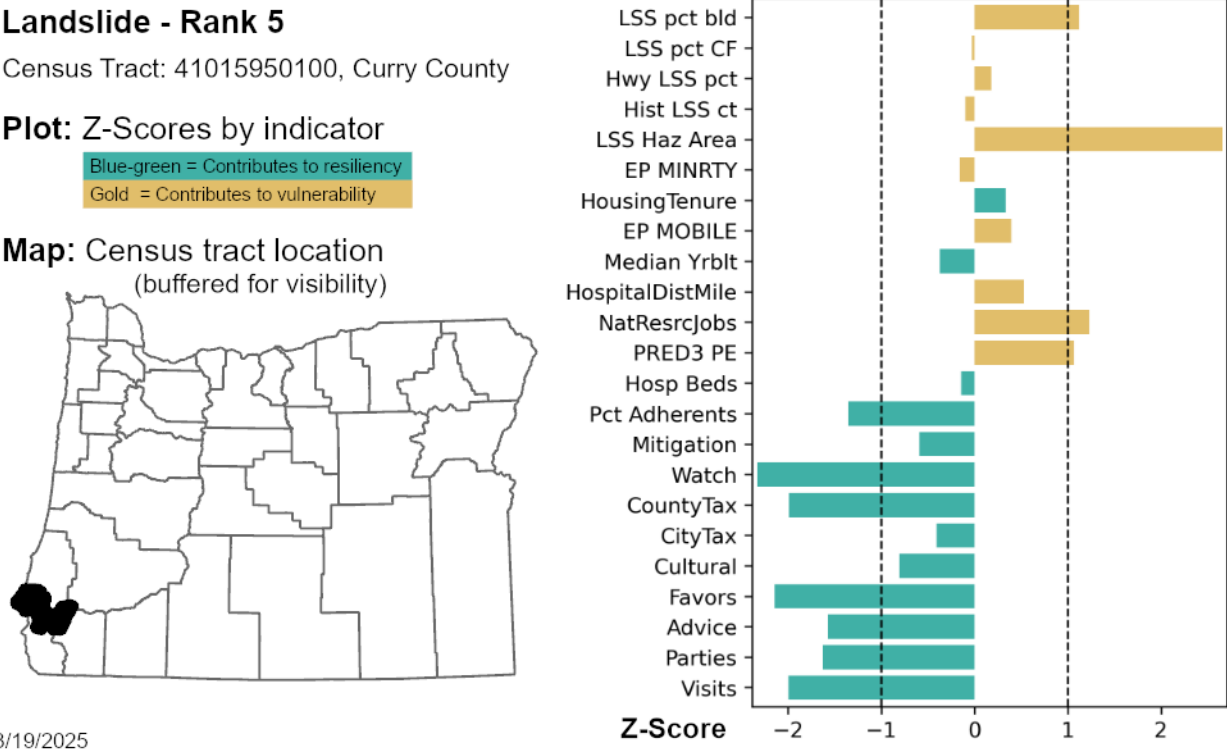 Landslide - Rank 5
Census Tract: 41015950100, Curry County
Plot: Z-Scores by indicator
Blue-green = Contributes to resiliency
Gold = Contributes to vulnerability
Map: Census tract location
(buffered for visibility)
LSS pct bld
LSS pct CF
Hwy LSS pct
Hist LSS ct
LSS Haz Area
EP MINRTY
HousingTenure
EP MOBILE
Median Yrblt
HospitalDistMile
NatResrcJobs
PRED3 PE
Hosp Beds
Pct Adherents
Mitigation
Watch
CountyTax
CityTax
Cultural
Favors
Advice
Parties
Visits
Z-Score
−2 −1 0 1 2
3/19/2025